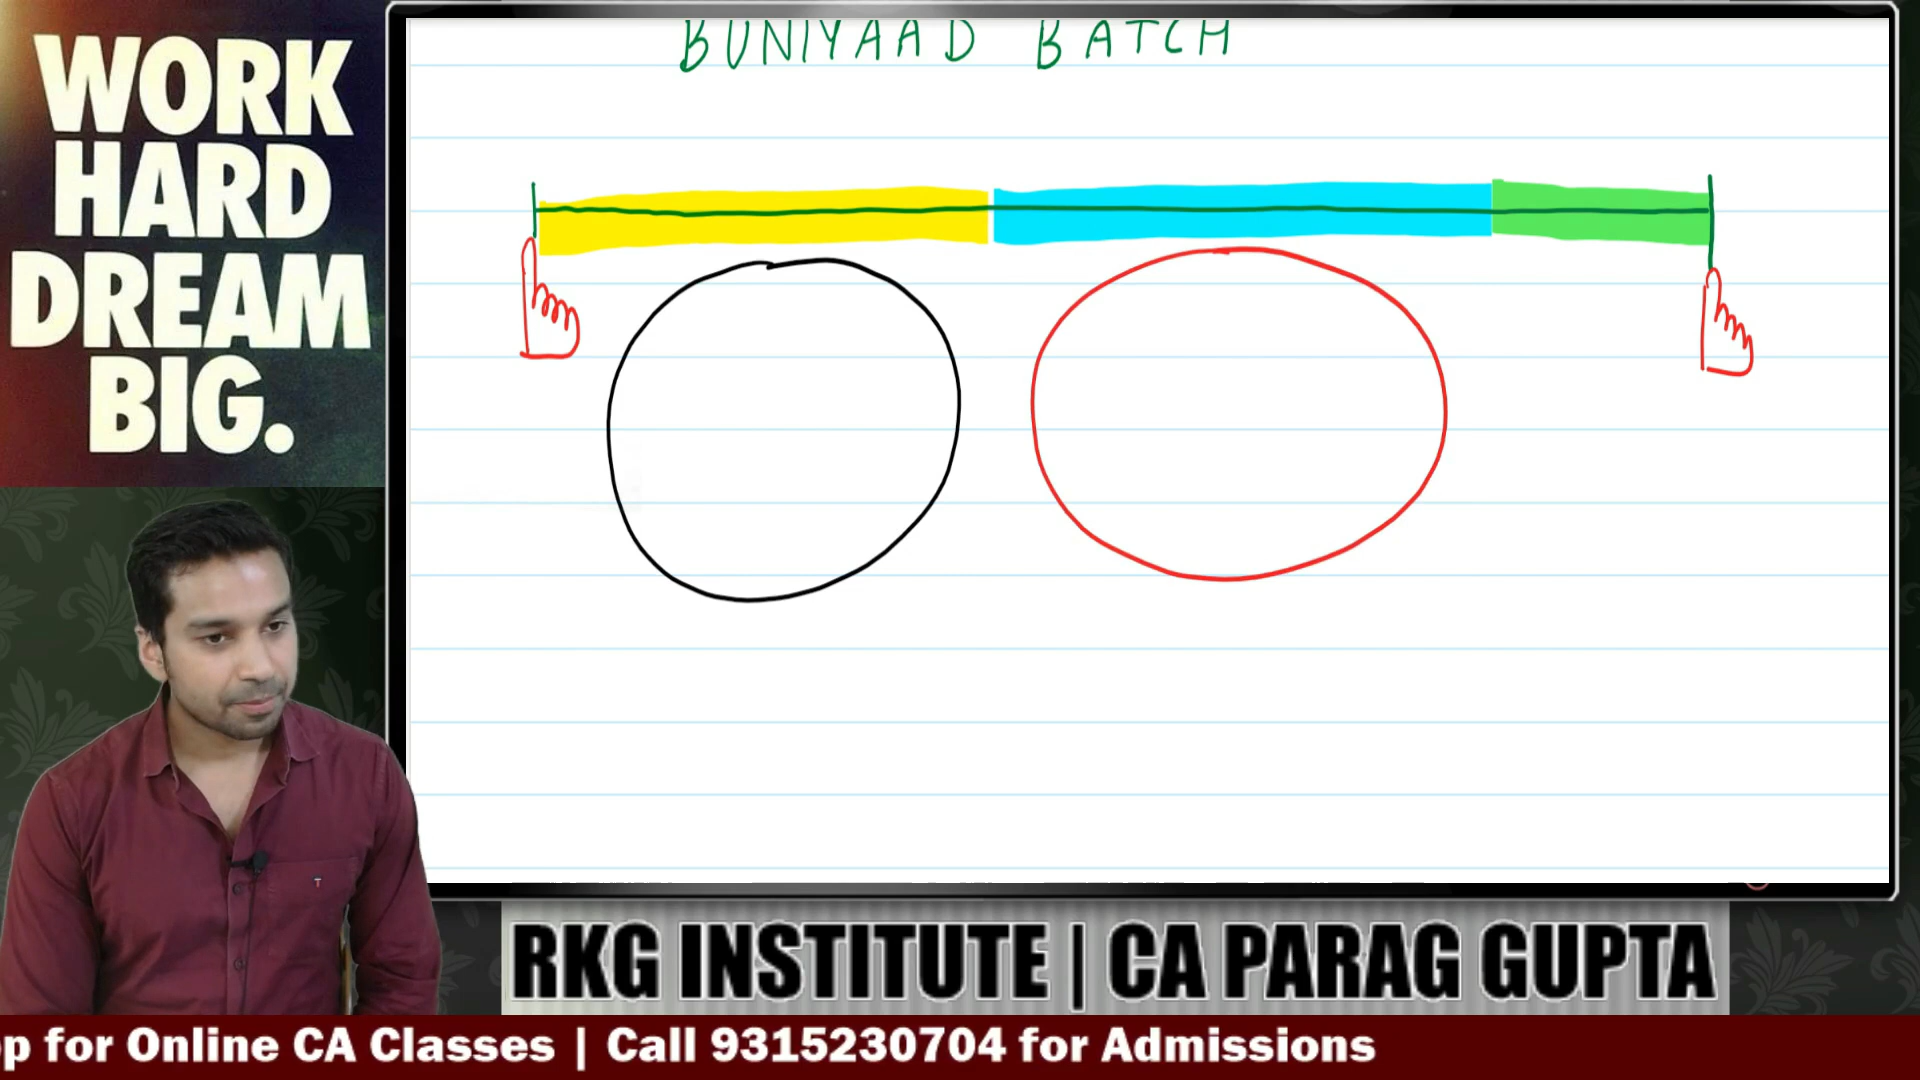 WORK
HARD
DREAM
BIG.
BUNIYAAD BATCH
RKG INSTITUTE | CA PARAG GUPTA
for Online CA Classes | Call 9315230704 for Admissions